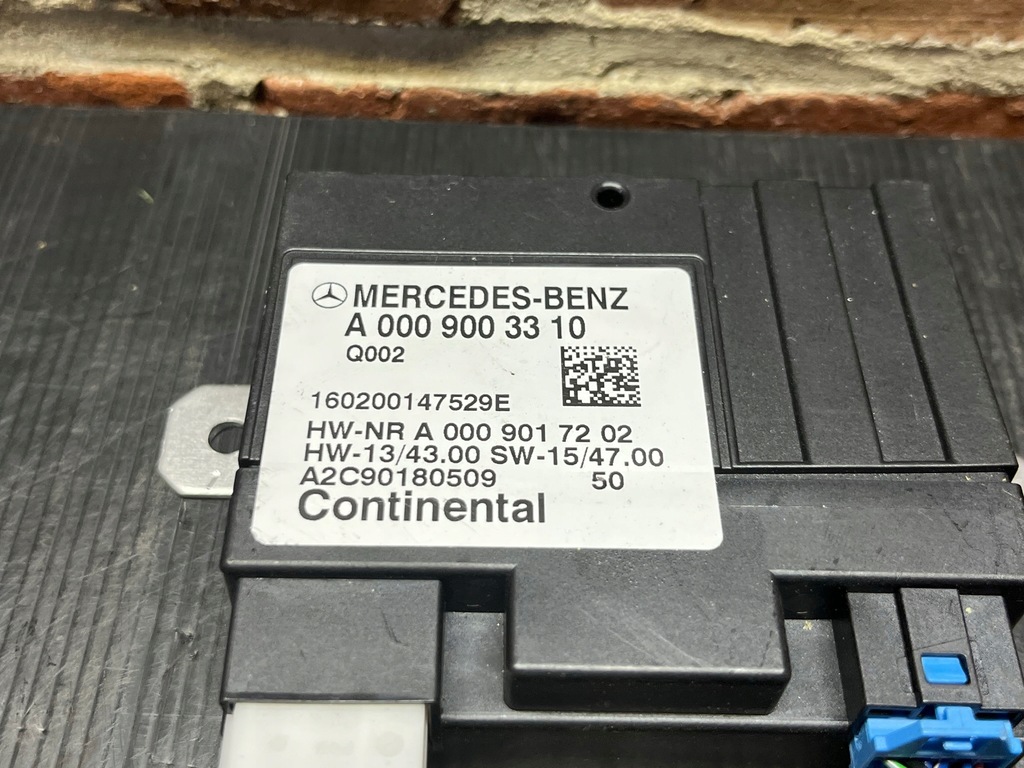 MERCEDES-BENZ
A 000 900 33 10
Q002
160200147529E
HW-NR A 000 901 72 02
HW-13/43.00 SW-15/47.00
A2C90180509 50
Continental